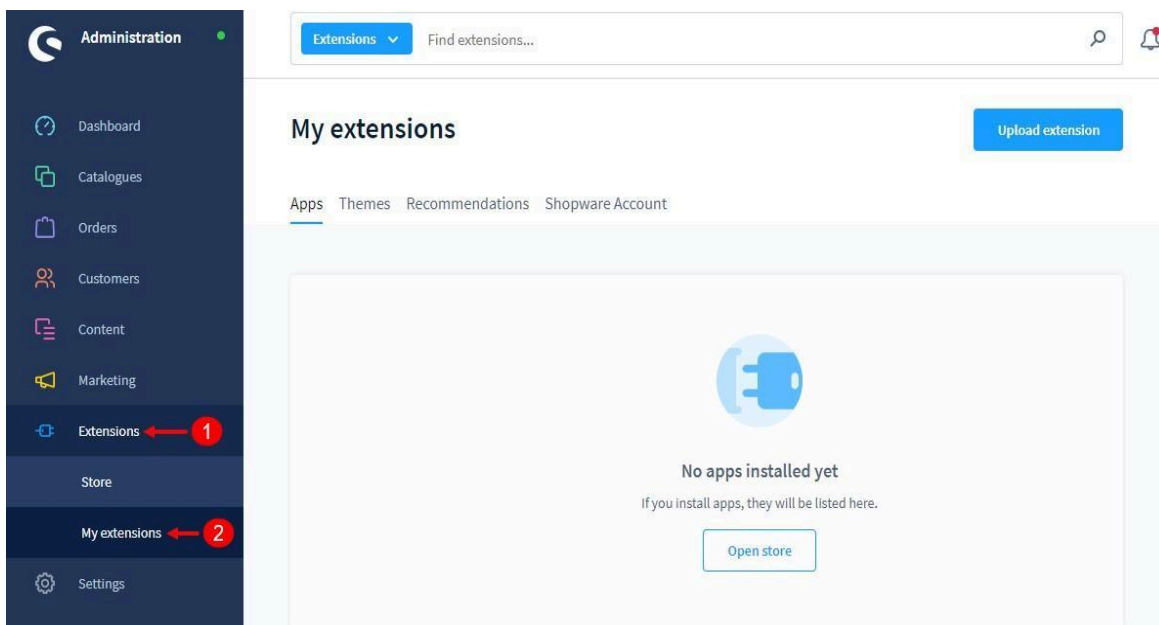 Administration
Extensions Find extensions...
Dashboard
Catalogues
Orders
Customers
Content
Marketing
Extensions 1
Store
My extensions 2
Settings
My extensions
Upload extension
Apps Themes Recommendations Shopware Account
No apps installed yet
If you install apps, they will be listed here.
Open store